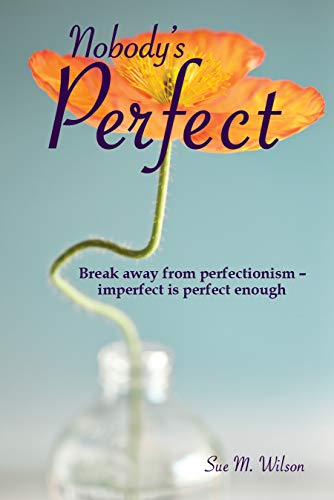 Nobody's
Perfect
Break away from perfectionism –
imperfect is perfect enough
Sue M. Wilson